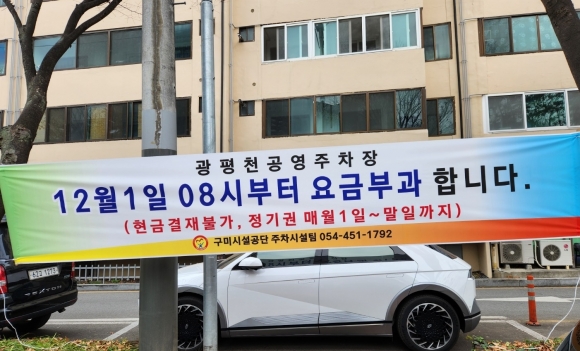 광평천공영주차장
12월1일 08시부터 요금부과 합니다.
(현금결재불가, 정기권 매월1일~말일까지)
구미시설공단 주차시설팀 054-451-1792